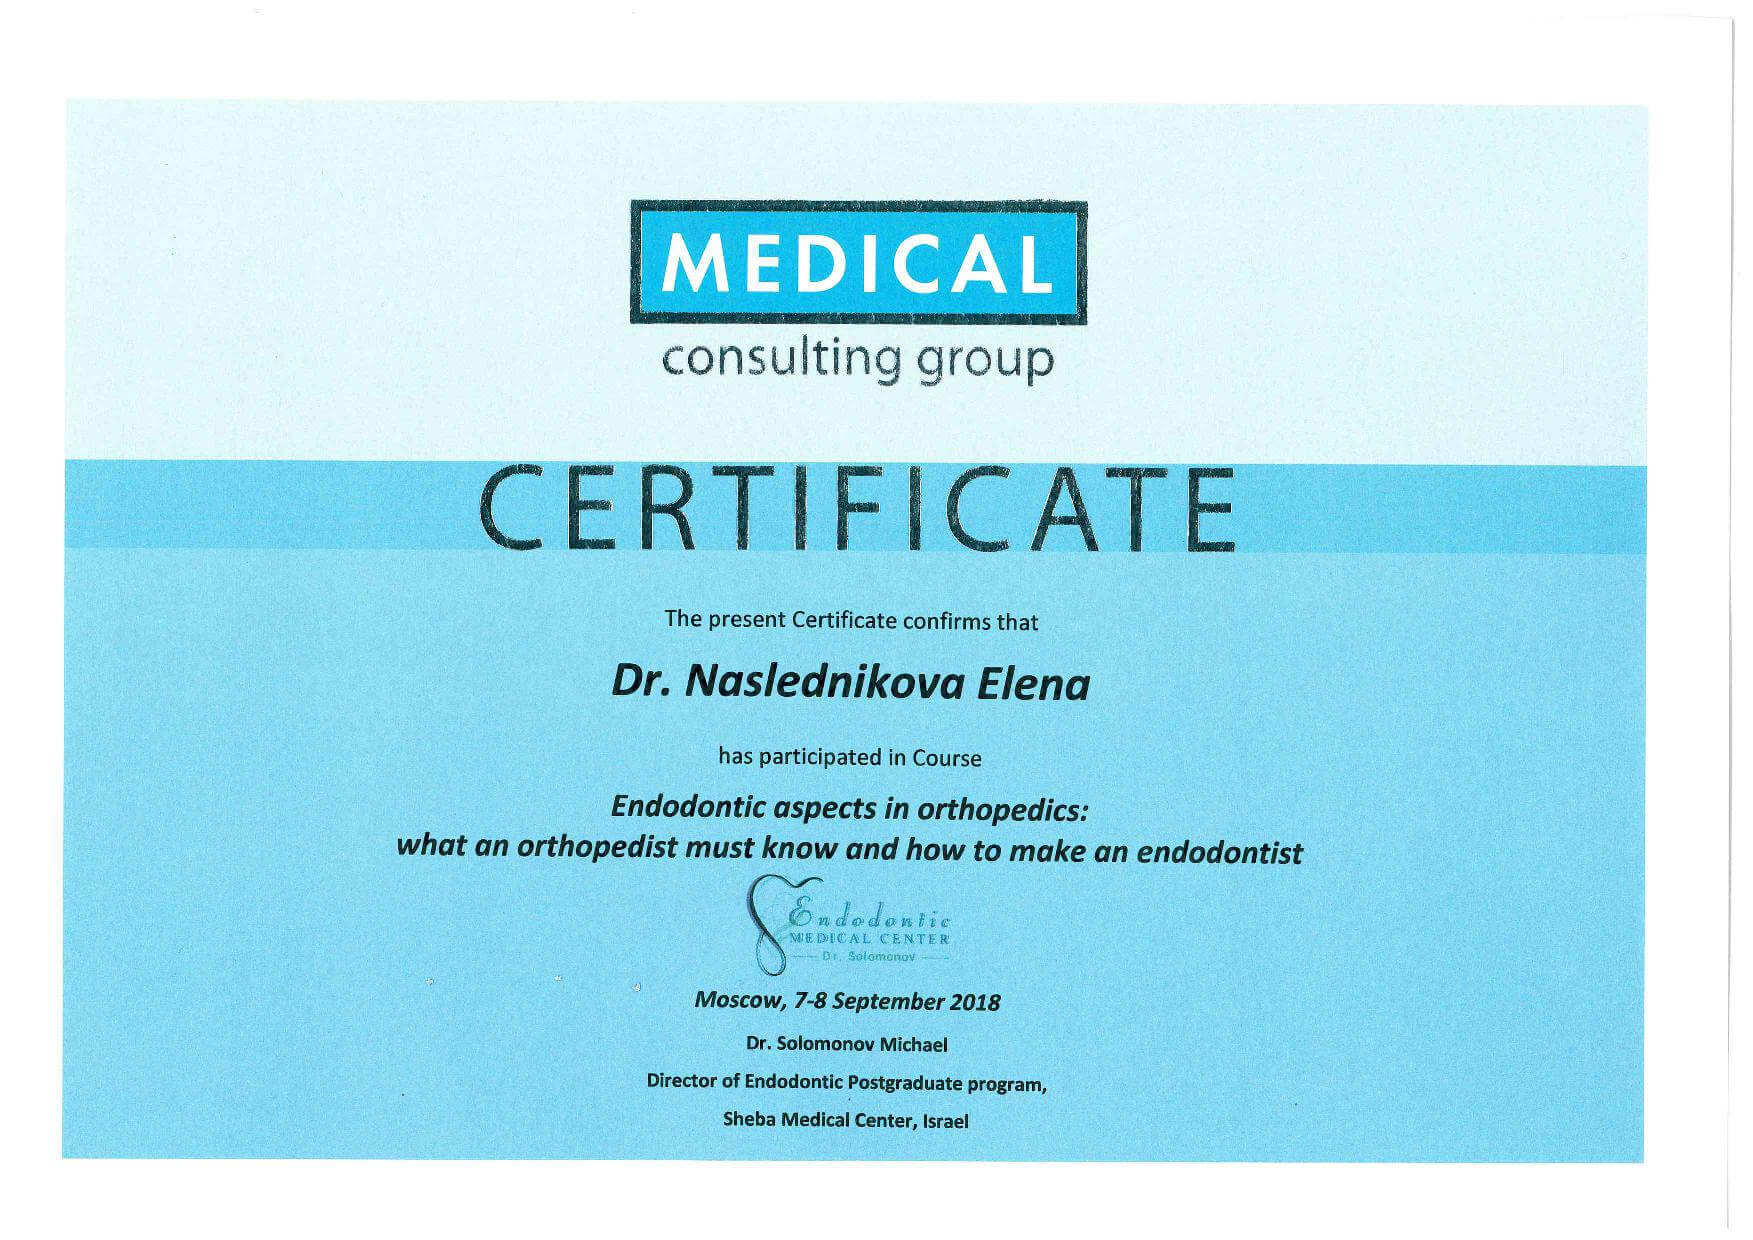 MEDICAL
consulting group
CERTIFICATE
The present Certificate confirms that
Dr. Naslednikova Elena
has participated in Course
Endodontic aspects in orthopedics:
what an orthopedist must know and how to make an endodontist
Endodontic
MEDICAL CENTER
Dr. Solomonov
Moscow, 7-8 September 2018
Dr. Solomonov Michael
Director of Endodontic Postgraduate program,
Sheba Medical Center, Israel